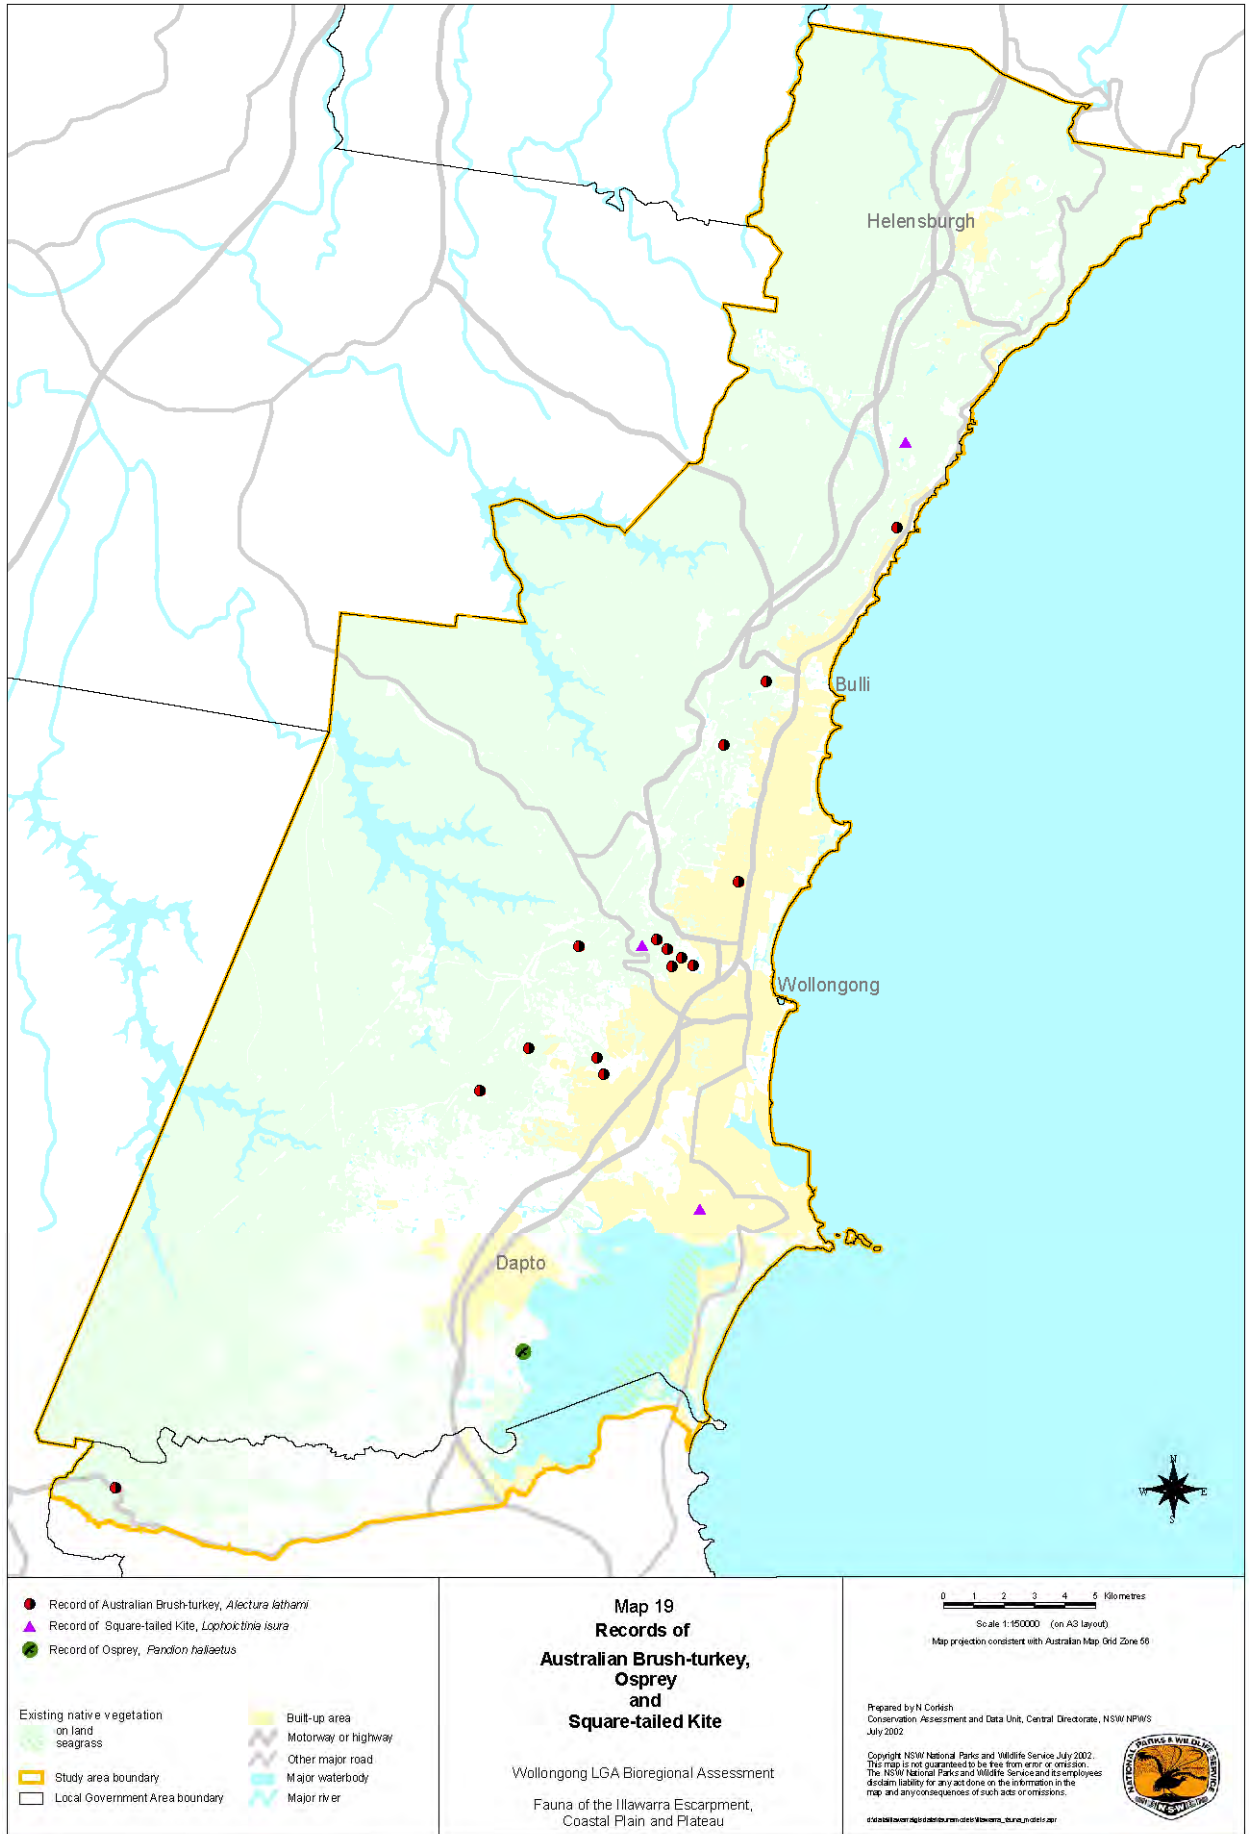 Helensburgh
Bulli
Wollongong
Dapto
N
W E
S
Record of Australian Brush-turkey, Alectura lathami
Record of Square-tailed Kite, Lophoictinia isura
Record of Osprey, Pandion haliaetus
Existing native vegetation
on land
seagrass
Study area boundary
Local Government Area boundary
Built-up area
Motorway or highway
Other major road
Major waterbody
Major river
Map 19
Records of
Australian Brush-turkey,
Osprey
and
Square-tailed Kite
Wollongong LGA Bioregional Assessment
Fauna of the Illawarra Escarpment,
Coastal Plain and Plateau
0 1 2 3 4 5 Kilometres
Scale 1:150000 (on A3 layout)
Map projection consistent with Australian Map Grid Zone 56
Prepared by N Corkish
Conservation Assessment and Data Unit, Central Directorate, NSW NPWS
July 2002
Copyright NSW National Parks and Wildlife Service July 2002.
This map is not guaranteed to be free from error or omission.
The NSW National Parks and Wildlife Service and its employees
disclaim liability for any act done on the information in the
map and any consequences of such acts or omissions.
NATIONAL PARKS & WILDLIFE SERVICE
N·S·W